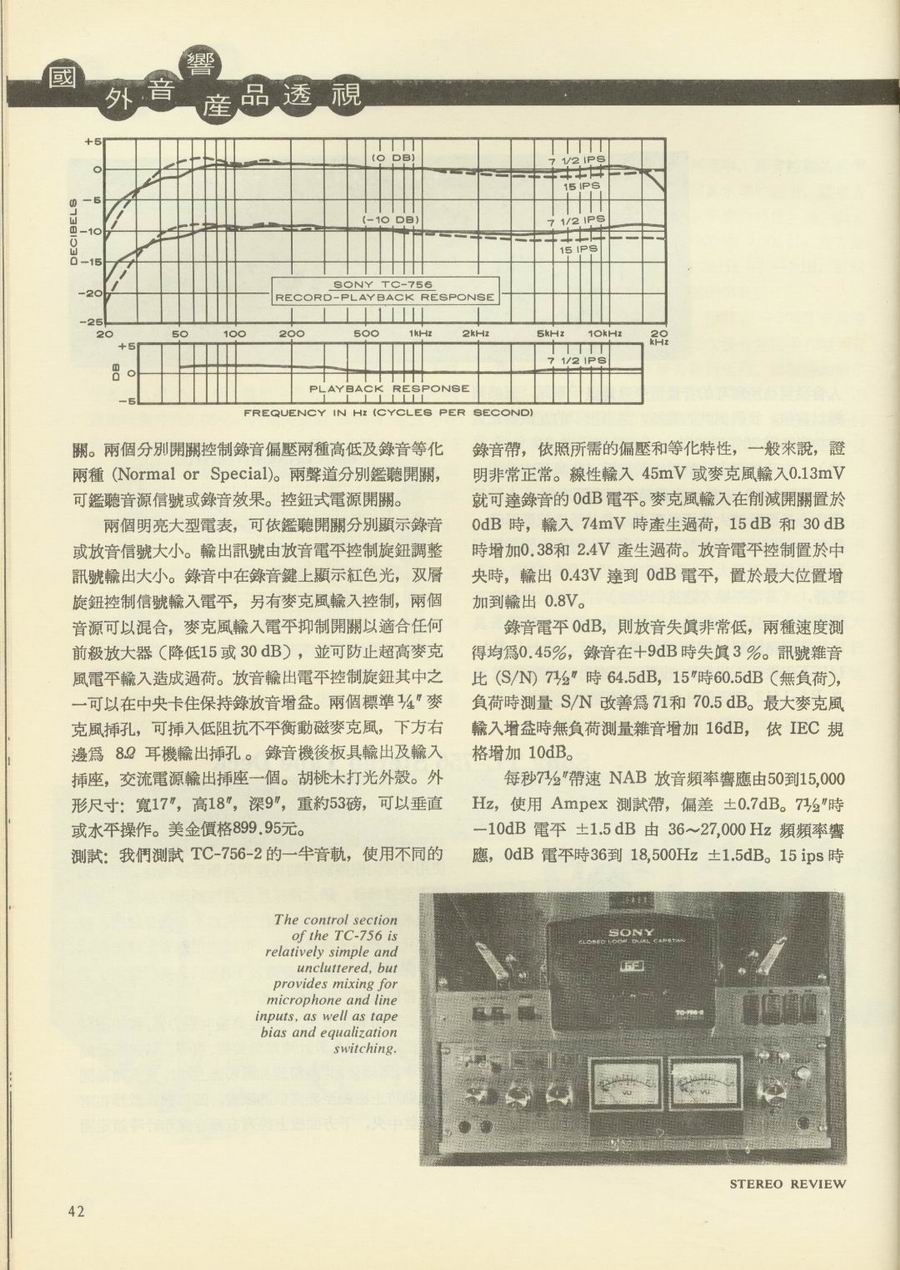 國外音響産品透視
+5
0
-5
-10
-15
-20
-25
DECIBELS
(0 DB)
7 1/2 IPS
15 IPS
(-10 DB)
7 1/2 IPS
15 IPS
SONY TC-756
RECORD-PLAYBACK RESPONSE
20 50 100 200 500 1kHz 2kHz 5kHz 10kHz 20 kHz
+5
0
-5
DB
7 1/2 IPS
PLAYBACK RESPONSE
FREQUENCY IN Hz (CYCLES PER SECOND)
關。兩個分別開關控制錄音偏壓兩種高低及錄音等化
兩種 (Normal or Special)。兩聲道分別鑑聽開關，
可鑑聽音源信號或錄音效果。控鈕式電源開關。
兩個明亮大型電表，可依鑑聽開關分別顯示錄音
或放音信號大小。輸出訊號由放音電平控制旋鈕調整
訊號輸出大小。錄音中在錄音鍵上顯示紅色光，双層
旋鈕控制信號輸入電平，另有麥克風輸入控制，兩個
音源可以混合，麥克風輸入電平抑制開關以適合任何
前級放大器（降低15或30 dB），並可防止超高麥克
風電平輸入造成過荷。放音輸出電平控制旋鈕其中之
一可以在中央卡住保持錄放音增益。兩個標準¼″麥
克風挿孔，可挿入低阻抗不平衡動磁麥克風，下方右
邊爲 8Ω 耳機輸出挿孔。錄音機後板具輸出及輸入
挿座，交流電源輸出挿座一個。胡桃木打光外殼。外
形尺寸：寬17″，高18″，深9″，重約53磅，可以垂直
或水平操作。美金價格899.95元。
測試：我們測試 TC-756-2 的一半音軌，使用不同的
錄音帶，依照所需的偏壓和等化特性，一般來說，證
明非常正常。線性輸入 45mV 或麥克風輸入0.13mV
就可達錄音的 0dB 電平。麥克風輸入在削減開關置於
0dB 時，輸入 74mV 時產生過荷，15 dB 和 30 dB
時增加0.38和 2.4V 產生過荷。放音電平控制置於中
央時，輸出 0.43V 達到 0dB 電平，置於最大位置增
加到輸出 0.8V。
錄音電平 0dB，則放音失眞非常低，兩種速度測
得均爲0.45%，錄音在＋9dB 時失眞 3 %。訊號雜音
比 (S/N) 7½″ 時 64.5dB，15″時60.5dB（無負荷），
負荷時測量 S/N 改善爲 71和 70.5 dB。最大麥克風
輸入增益時無負荷測量雜音增加 16dB， 依 IEC 規
格增加 10dB。
每秒7½″帶速 NAB 放音頻率響應由50到15,000
Hz，使用 Ampex 測試帶，偏差 ±0.7dB。7½″時
－10dB 電平 ±1.5 dB 由 36～27,000 Hz 頻頻率響
應，0dB 電平時36到 18,500Hz ±1.5dB。15 ips 時
The control section
of the TC-756 is
relatively simple and
uncluttered, but
provides mixing for
microphone and line
inputs, as well as tape
bias and equalization
switching.
SONY
CLOSED LOOP DUAL CAPSTAN
TC-756-2
VU
VU
STEREO REVIEW
42